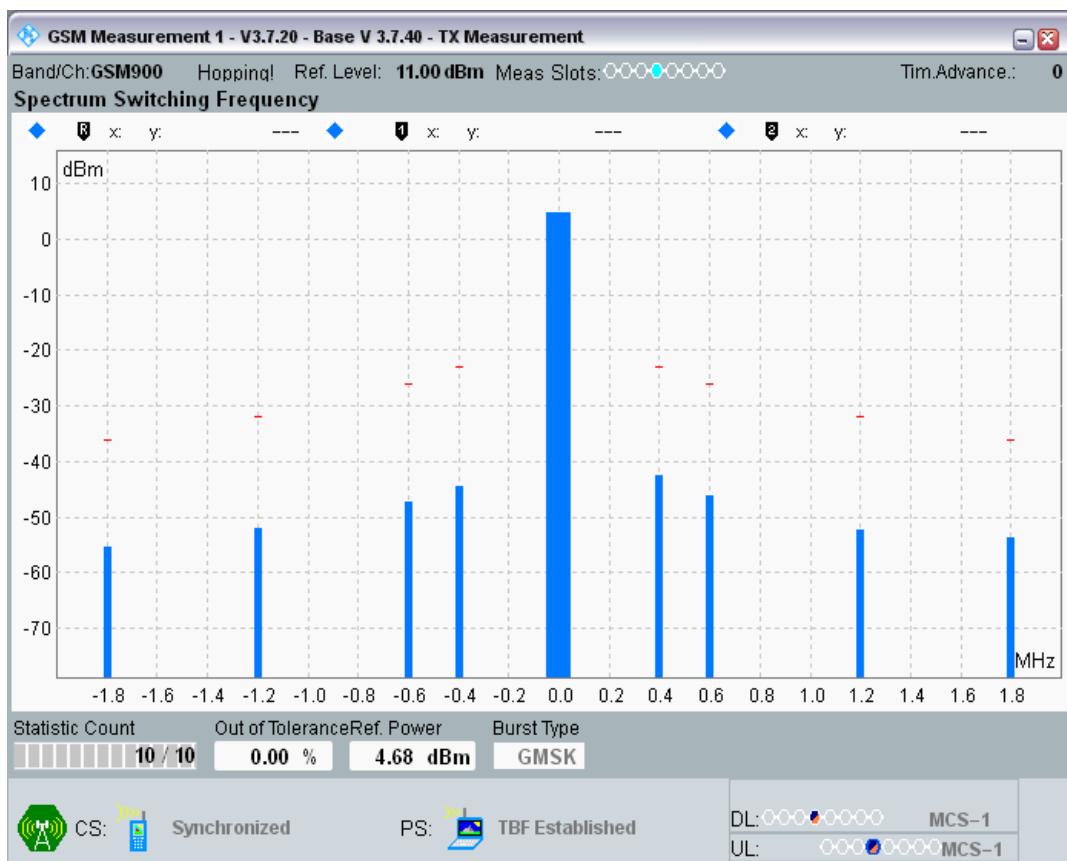 GSM Measurement 1 - V3.7.20 - Base V 3.7.40 - TX Measurement
Band/Ch:GSM900 Hopping! Ref. Level: 11.00 dBm Meas Slots: Tim.Advance.: 0
Spectrum Switching Frequency
R x: y: --- 1 x: y: --- 2 x: y: ---
dBm
10
0
-10
-20
-30
-40
-50
-60
-70
MHz
-1.8 -1.6 -1.4 -1.2 -1.0 -0.8 -0.6 -0.4 -0.2 0.0 0.2 0.4 0.6 0.8 1.0 1.2 1.4 1.6 1.8
Statistic Count Out of Tolerance Ref. Power Burst Type
10 / 10 0.00 % 4.68 dBm GMSK
CS: Synchronized PS: TBF Established
DL: MCS-1
UL: MCS-1